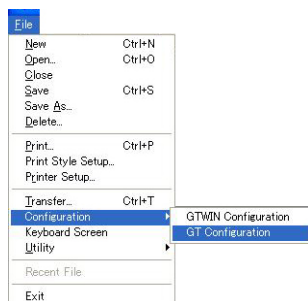 File
New Ctrl+N
Open... Ctrl+O
Close
Save Ctrl+S
Save As...
Delete...
Print... Ctrl+P
Print Style Setup...
Printer Setup...
Transfer... Ctrl+T
Configuration
GTWIN Configuration
Keyboard Screen
GT Configuration
Utility
Recent File
Exit